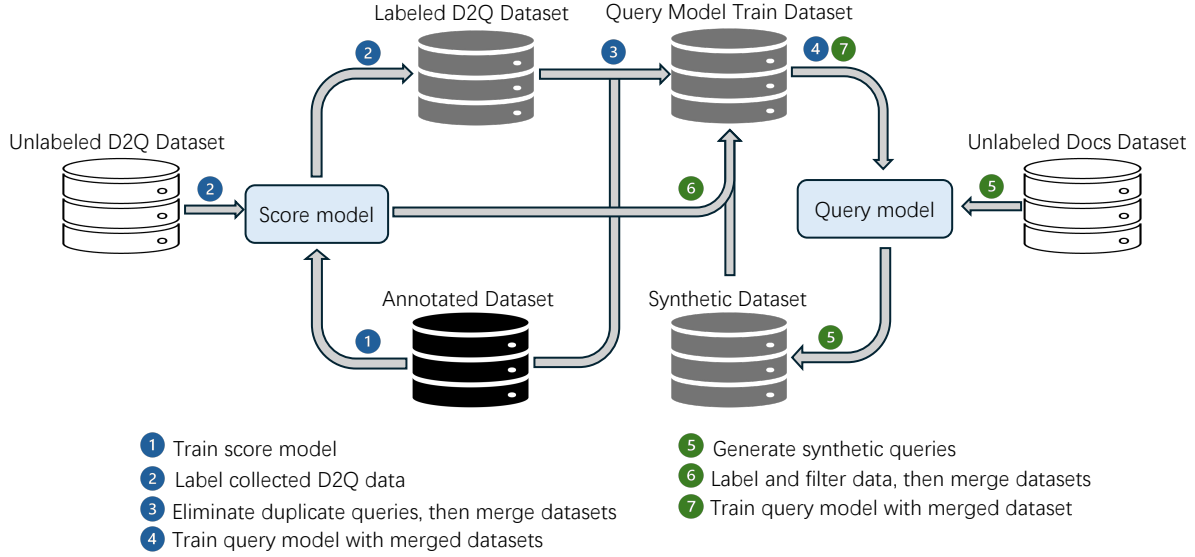 Labeled D2Q Dataset
Query Model Train Dataset
2
3
4 7
Unlabeled D2Q Dataset
Unlabeled Docs Dataset
2
6
5
Score model
Query model
Annotated Dataset
Synthetic Dataset
1
5
1 Train score model
2 Label collected D2Q data
3 Eliminate duplicate queries, then merge datasets
4 Train query model with merged datasets
5 Generate synthetic queries
6 Label and filter data, then merge datasets
7 Train query model with merged dataset